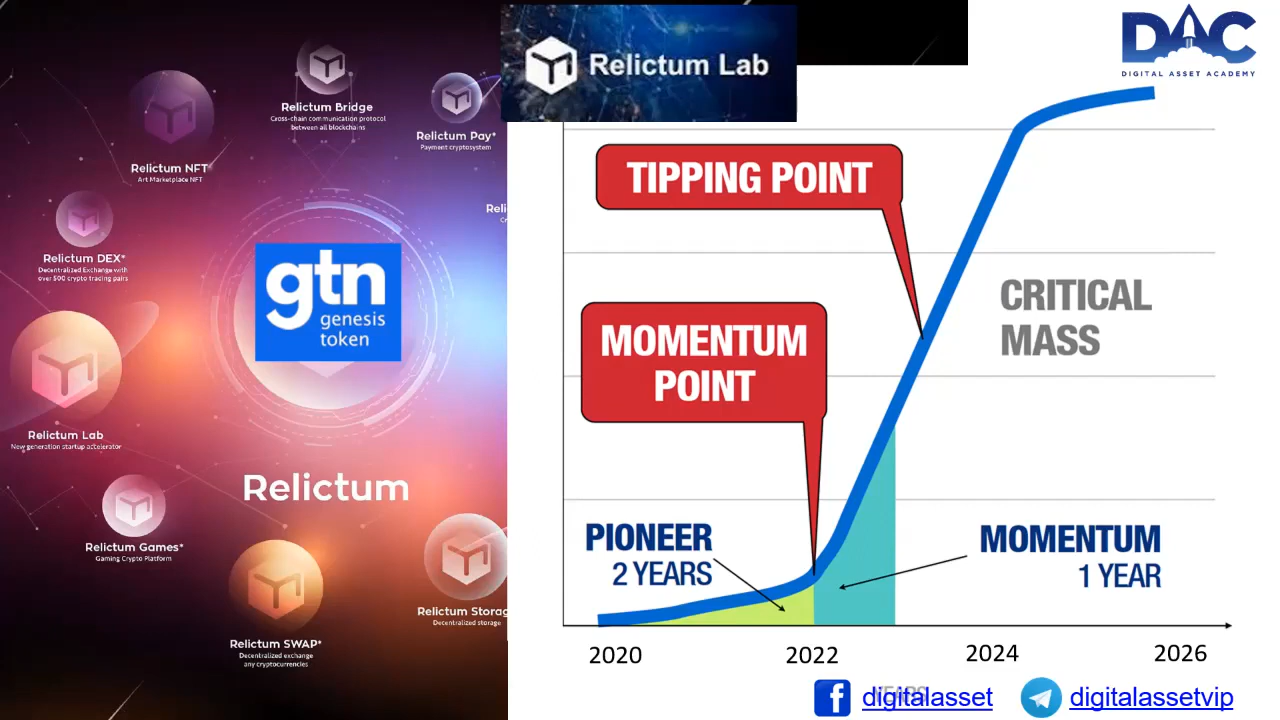 Relictum Bridge
Cross-chain communication protocol
between all blockchains
Relictum Pay*
Payment cryptosystem
Relictum NFT*
Art Marketplace NFT
Relictum DEX*
Decentralized Exchange with
over 500 crypto trading pairs
gtn
genesis
token
Relictum Lab
New generation startup accelerator
Relictum
Relictum Games*
Gaming Crypto Platform
Relictum Storag
Decentralized storage
Relictum SWAP*
Decentralized exchange
any cryptocurrencies
Relictum Lab
DAC
DIGITAL ASSET ACADEMY
TIPPING POINT
CRITICAL
MASS
MOMENTUM
POINT
PIONEER
2 YEARS
MOMENTUM
1 YEAR
2020 2022 2024 2026
YEARS
digitalasset digitalassetvip